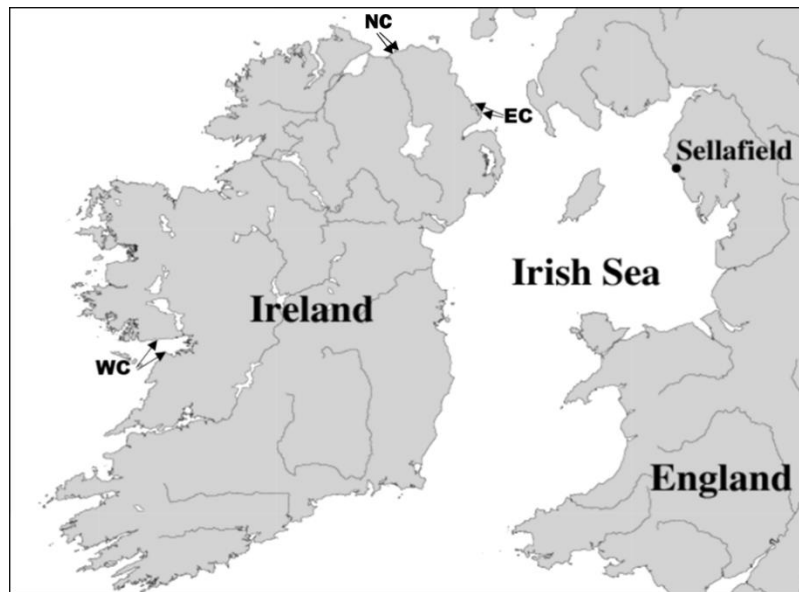 NC
EC
Sellafield
Irish Sea
Ireland
WC
England